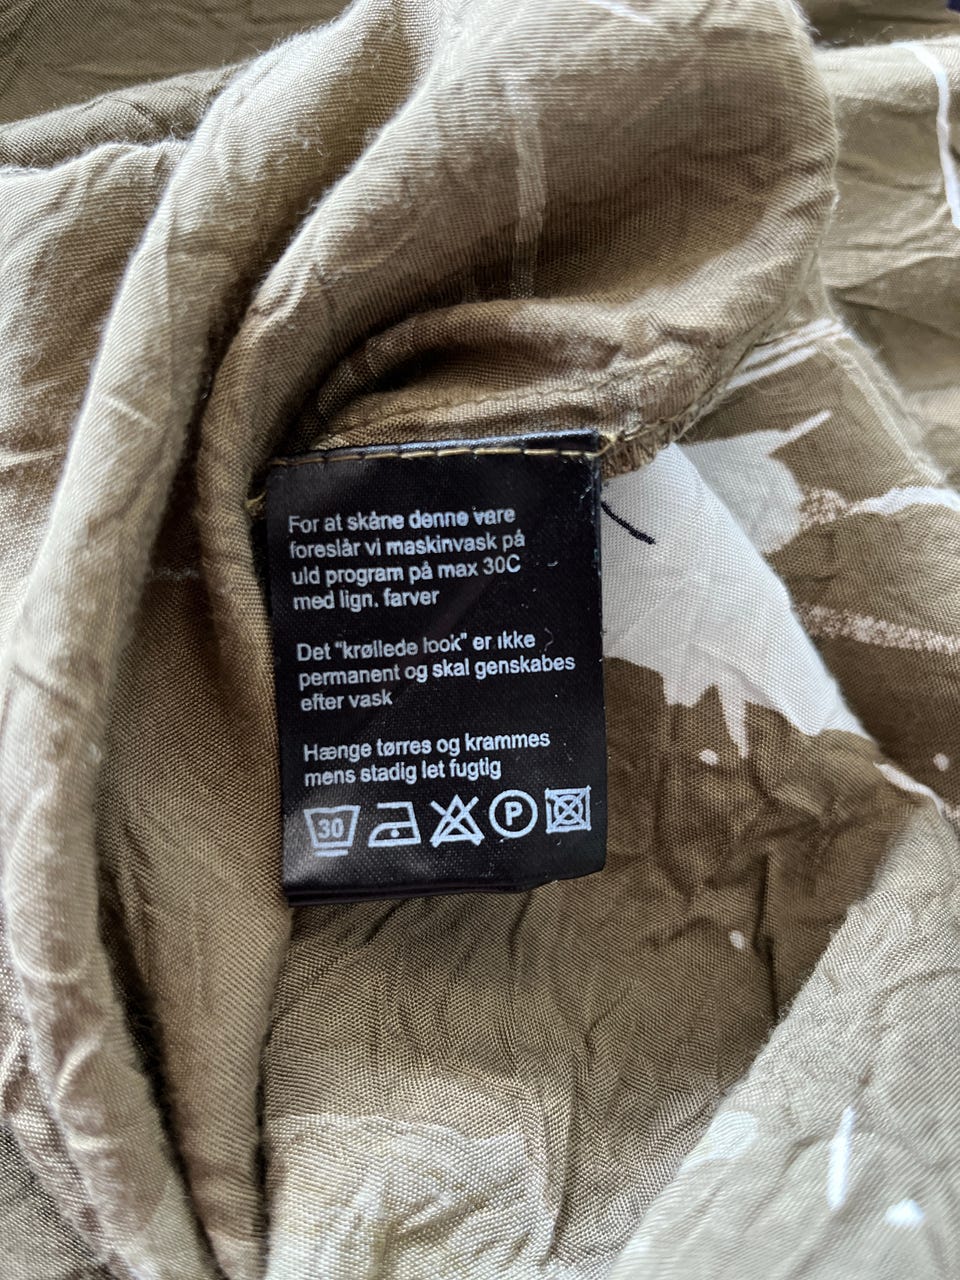 For at skåne denne vare
foreslår vi maskinvask på
uld program på max 30C
med lign. farver
Det "krøllede look" er ikke
permanent og skal genskabes
efter vask
Hænge tørres og krammes
mens stadig let fugtig
30 P